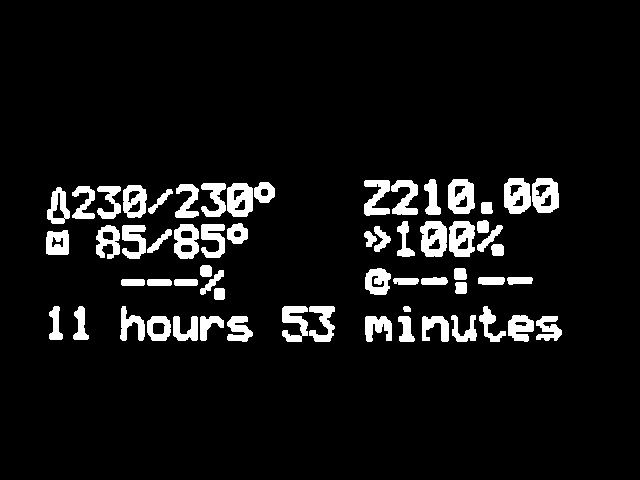 230/230° Z210.00
85/85° »100%
---% --:--
11 hours 53 minutes